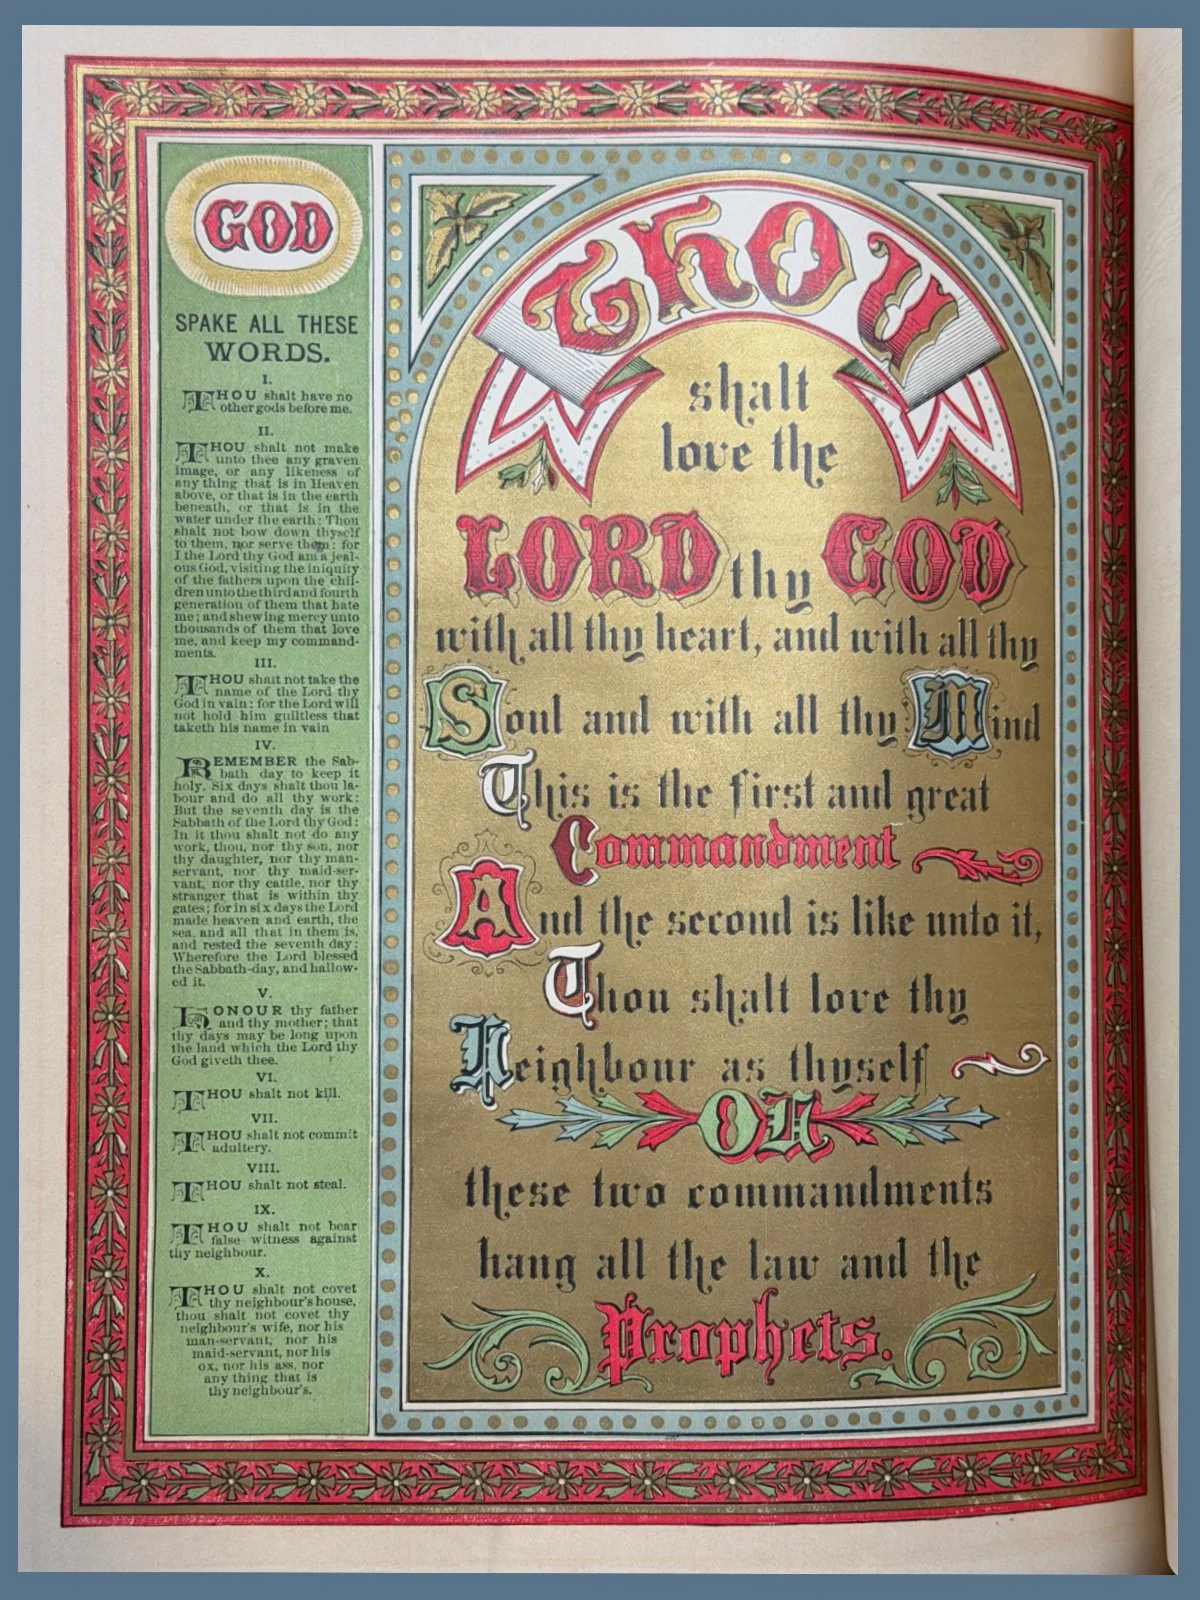 GOD
SPAKE ALL THESE
WORDS.
I.
THOU shalt have no
other gods before me.
II.
THOU shalt not make
unto thee any graven
image, or any likeness of
any thing that is in Heaven
above, or that is in the earth
beneath, or that is in the
water under the earth: Thou
shalt not bow down thyself
to them, nor serve them: for
I the Lord thy God am a jeal-
ous God, visiting the iniquity
of the fathers upon the chil-
dren unto the third and fourth
generation of them that hate
me; and shewing mercy unto
thousands of them that love
me, and keep my command-
ments.
III.
THOU shalt not take the
name of the Lord thy
God in vain; for the Lord will
not hold him guiltless that
taketh his name in vain
IV.
REMEMBER the Sab-
bath day to keep it
holy. Six days shalt thou la-
bour and do all thy work:
But the seventh day is the
Sabbath of the Lord thy God:
In it thou shalt not do any
work, thou, nor thy son, nor
thy daughter, nor thy man-
servant, nor thy maid-ser-
vant, nor thy cattle, nor thy
stranger that is within thy
gates; for in six days the Lord
made heaven and earth, the
sea, and all that in them is,
and rested the seventh day;
Wherefore the Lord blessed
the Sabbath-day, and hallow-
ed it.
V.
HONOUR thy father
and thy mother; that
thy days may be long upon
the land which the Lord thy
God giveth thee.
VI.
THOU shalt not kill.
VII.
THOU shalt not commit
adultery.
VIII.
THOU shalt not steal.
IX.
THOU shalt not bear
false witness against
thy neighbour.
X.
THOU shalt not covet
thy neighbour's house,
thou shalt not covet thy
neighbour's wife, nor his
man-servant, nor his
maid-servant, nor his
ox, nor his ass, nor
any thing that is
thy neighbour's.
Thou
shalt
love the
LORD thy GOD
with all thy heart, and with all thy
Soul and with all thy Mind
This is the first and great
Commandment
And the second is like unto it,
Thou shalt love thy
Neighbour as thyself
ON
these two commandments
hang all the law and the
Prophets.